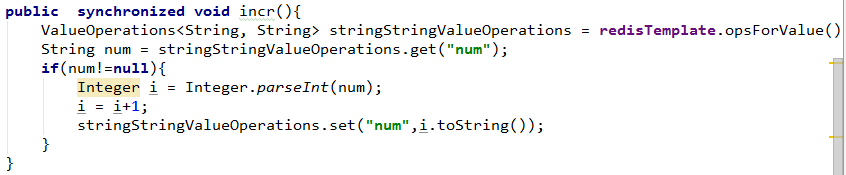 public  synchronized void incr(){
    ValueOperations<String, String> stringStringValueOperations = redisTemplate.opsForValue()
    String num = stringStringValueOperations.get("num");
    if(num!=null){
        Integer i = Integer.parseInt(num);
        i = i+1;
        stringStringValueOperations.set("num",i.toString());
    }
}